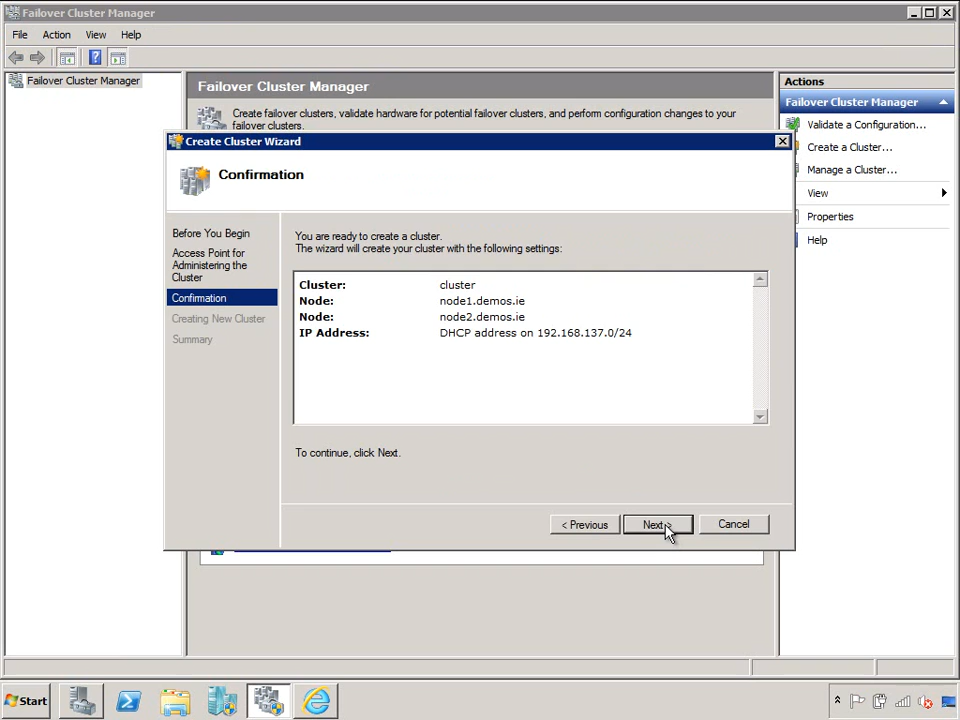 Failover Cluster Manager
File Action View Help
Failover Cluster Manager
Failover Cluster Manager
Create failover clusters, validate hardware for potential failover clusters, and perform configuration changes to your
failover clusters.
Create Cluster Wizard
Confirmation
Before You Begin
Access Point for
Administering the
Cluster
Confirmation
Creating New Cluster
Summary
You are ready to create a cluster.
The wizard will create your cluster with the following settings:
Cluster: cluster
Node: node1.demos.ie
Node: node2.demos.ie
IP Address: DHCP address on 192.168.137.0/24
To continue, click Next.
< Previous
Next >
Cancel
Actions
Failover Cluster Manager
Validate a Configuration...
Create a Cluster...
Manage a Cluster...
View
Properties
Help
Start